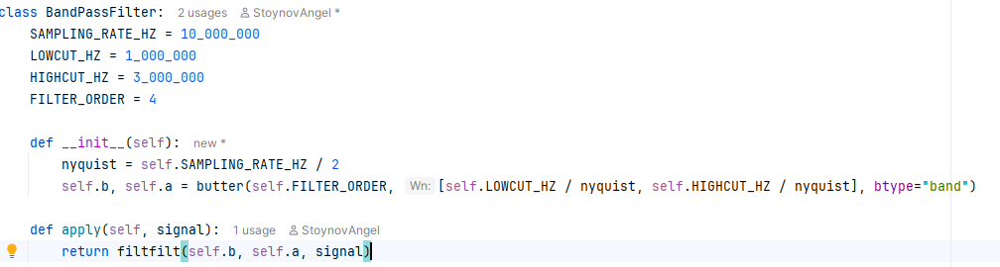 class BandPassFilter: 2 usages StoynovAngel *
SAMPLING_RATE_HZ = 10_000_000
LOWCUT_HZ = 1_000_000
HIGHCUT_HZ = 3_000_000
FILTER_ORDER = 4
def __init__(self): new *
nyquist = self.SAMPLING_RATE_HZ / 2
self.b, self.a = butter(self.FILTER_ORDER, Wn: [self.LOWCUT_HZ / nyquist, self.HIGHCUT_HZ / nyquist], btype="band")
def apply(self, signal): 1 usage StoynovAngel
return filtfilt(self.b, self.a, signal)